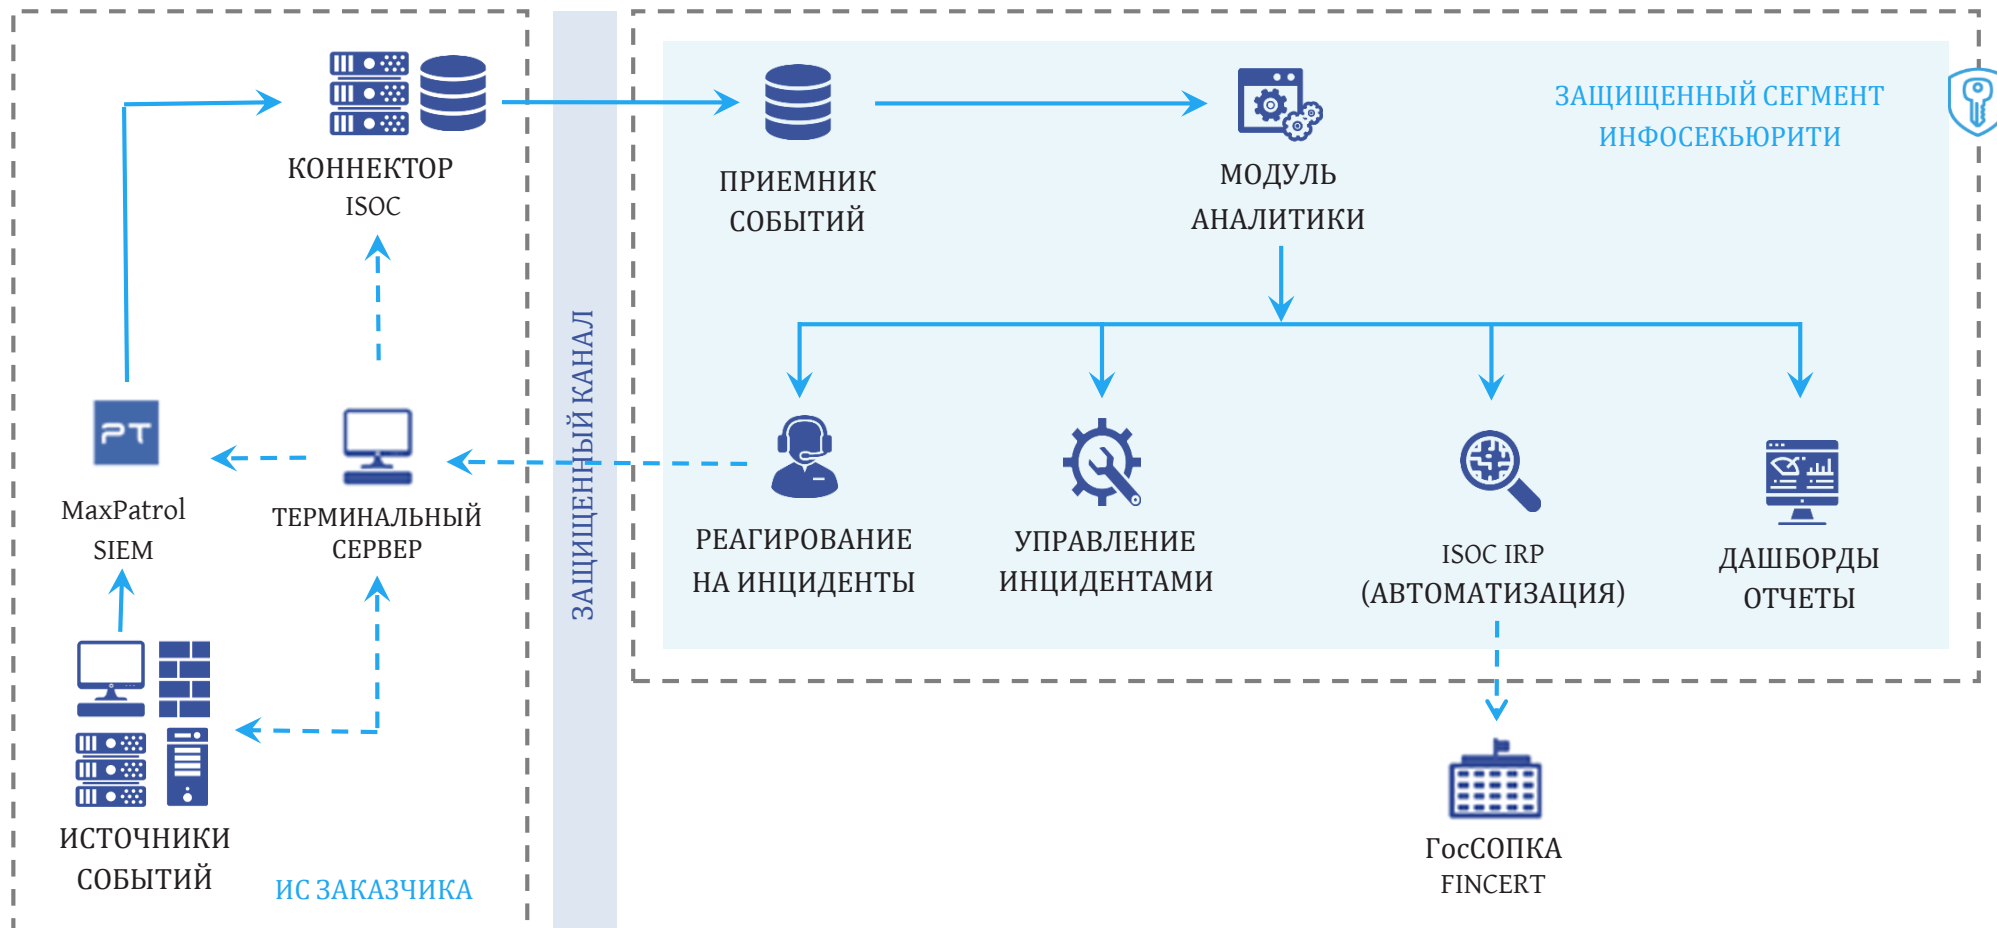 КОННЕКТОР
ISOC
ПРИЕМНИК
СОБЫТИЙ
МОДУЛЬ
АНАЛИТИКИ
ЗАЩИЩЕННЫЙ СЕГМЕНТ
ИНФОСЕКЬЮРИТИ
ЗАЩИЩЕННЫЙ КАНАЛ
PT
MaxPatrol
SIEM
ТЕРМИНАЛЬНЫЙ
СЕРВЕР
РЕАГИРОВАНИЕ
НА ИНЦИДЕНТЫ
УПРАВЛЕНИЕ
ИНЦИДЕНТАМИ
ISOC IRP
(АВТОМАТИЗАЦИЯ)
ДАШБОРДЫ
ОТЧЕТЫ
ИСТОЧНИКИ
СОБЫТИЙ
ИС ЗАКАЗЧИКА
ГосСОПКА
FINCERT